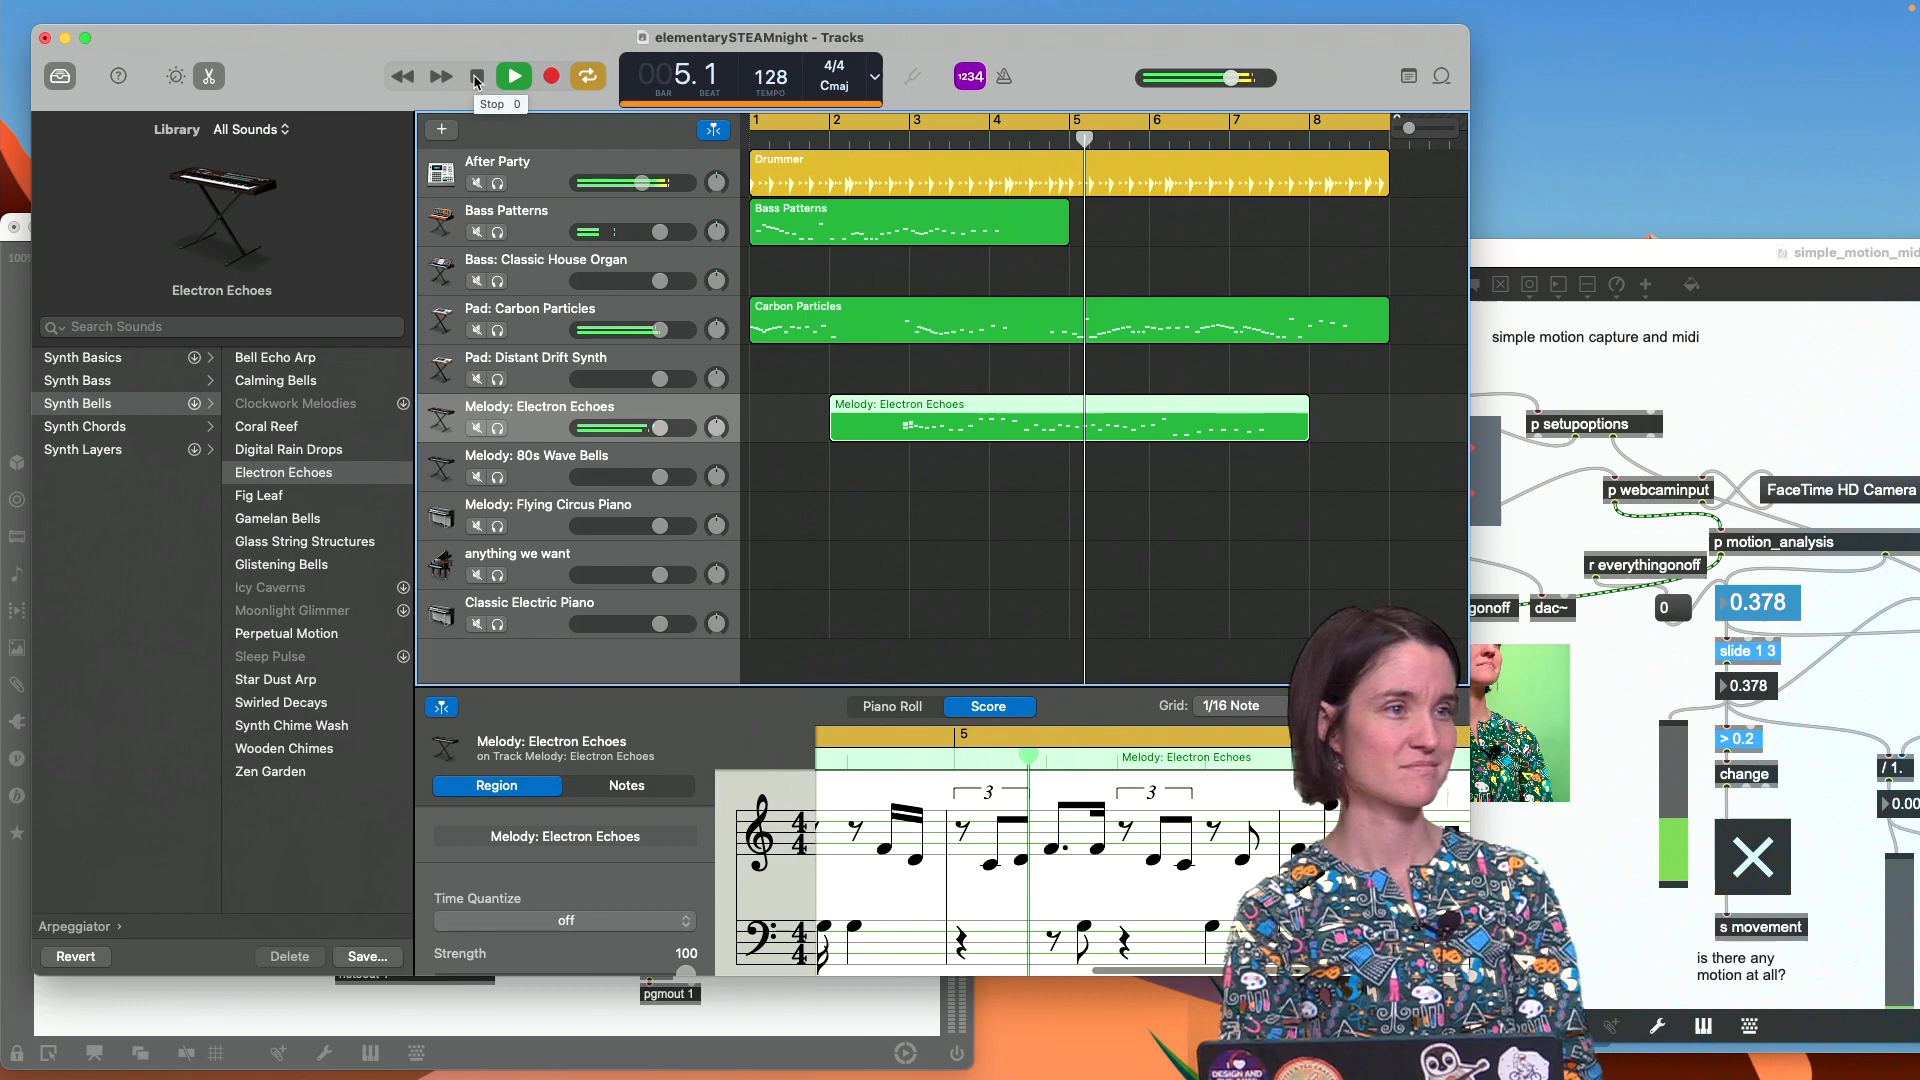 elementarySTEAMnight - Tracks
005. 1
BAR BEAT
128
TEMPO
4/4
Cmaj
1234
Stop 0
Library All Sounds
Electron Echoes
Search Sounds
Synth Basics
Synth Bass
Synth Bells
Synth Chords
Synth Layers
Bell Echo Arp
Calming Bells
Clockwork Melodies
Coral Reef
Digital Rain Drops
Electron Echoes
Fig Leaf
Gamelan Bells
Glass String Structures
Glistening Bells
Icy Caverns
Moonlight Glimmer
Perpetual Motion
Sleep Pulse
Star Dust Arp
Swirled Decays
Synth Chime Wash
Wooden Chimes
Zen Garden
Arpeggiator
Revert
Delete
Save...
1 2 3 4 5 6 7 8
After Party
Bass Patterns
Bass: Classic House Organ
Pad: Carbon Particles
Pad: Distant Drift Synth
Melody: Electron Echoes
Melody: 80s Wave Bells
Melody: Flying Circus Piano
anything we want
Classic Electric Piano
Drummer
Bass Patterns
Carbon Particles
Melody: Electron Echoes
Piano Roll Score
Grid: 1/16 Note
Melody: Electron Echoes
on Track Melody: Electron Echoes
Region Notes
Melody: Electron Echoes
Time Quantize
off
Strength 100
5
Melody: Electron Echoes
3 3
100%
pgmout 1
simple_motion_mid
simple motion capture and midi
p setupoptions
p webcaminput
FaceTime HD Camera
p motion_analysis
r everythingonoff
gonoff
dac~
0
0.378
slide 1 3
0.378
> 0.2
change
/ 1.
0.00
s movement
is there any
motion at all?
I
DESIGN AND